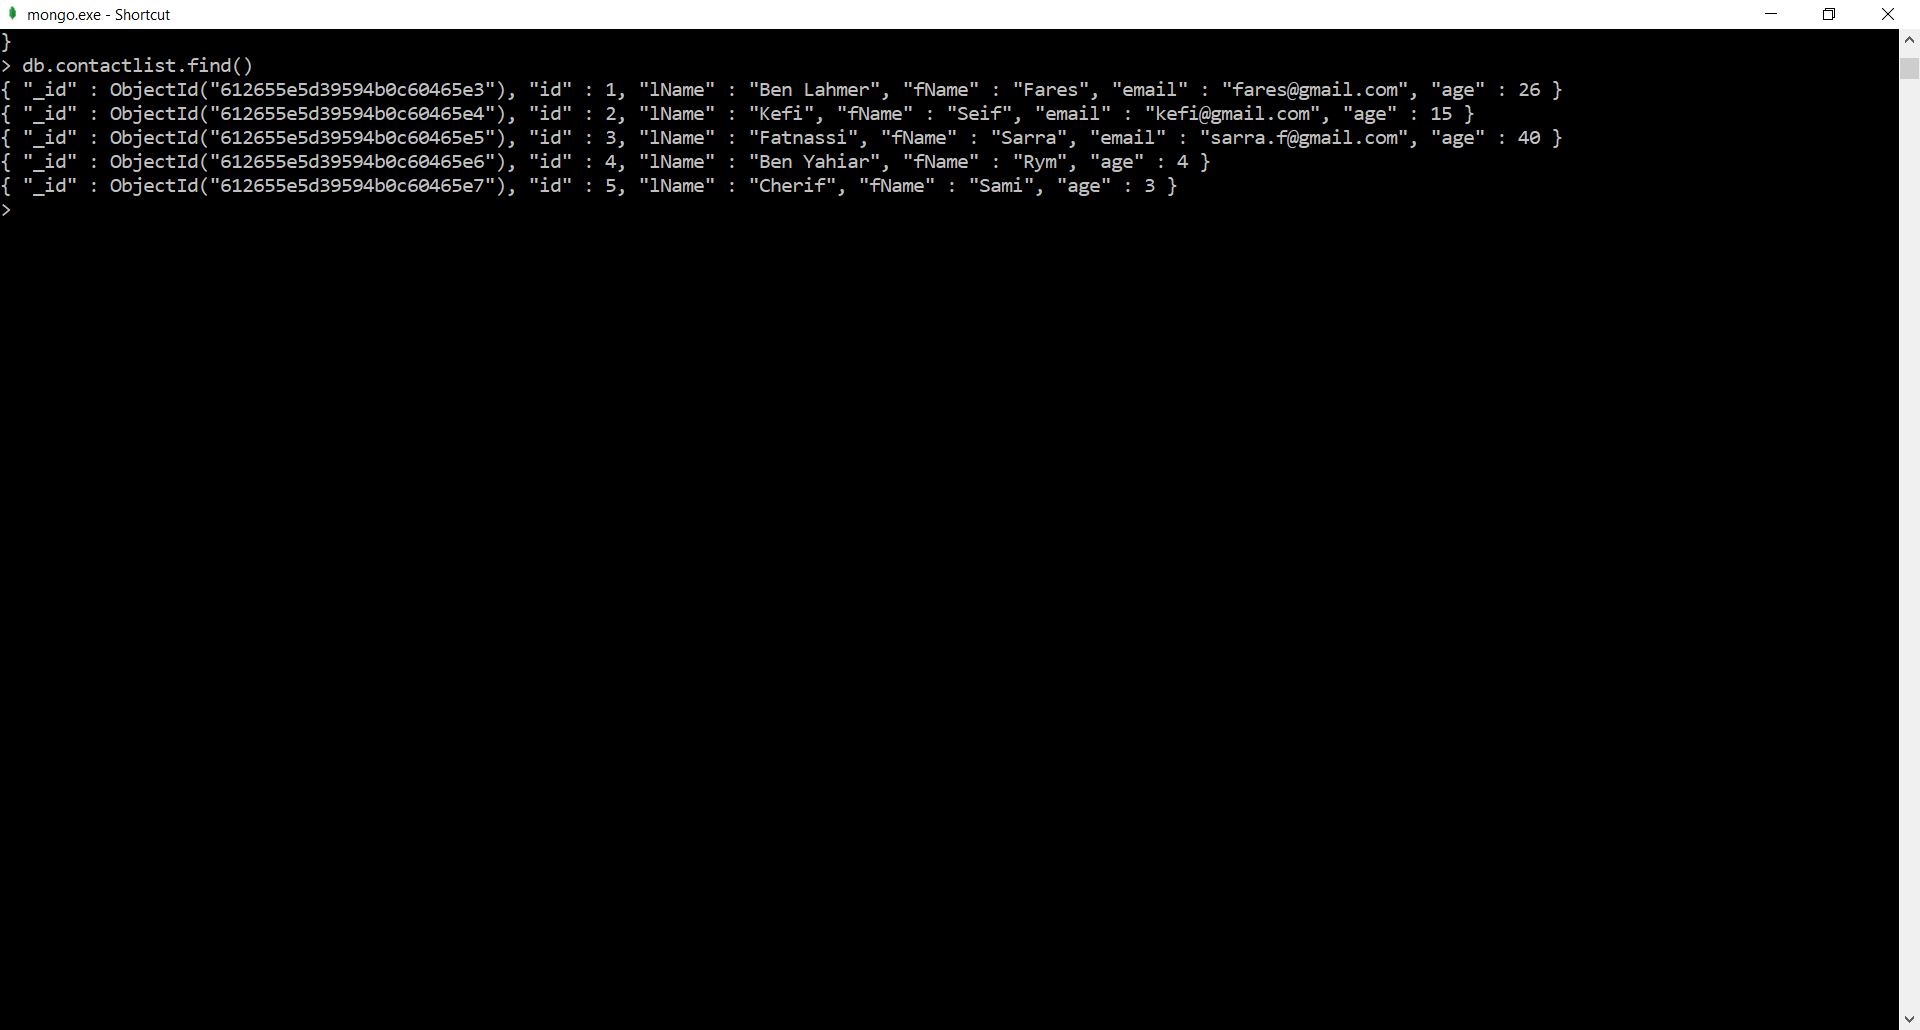 mongo.exe - Shortcut
}
> db.contactlist.find()
{ "_id" : ObjectId("612655e5d39594b0c60465e3"), "id" : 1, "lName" : "Ben Lahmer", "fName" : "Fares", "email" : "fares@gmail.com", "age" : 26 }
{ "_id" : ObjectId("612655e5d39594b0c60465e4"), "id" : 2, "lName" : "Kefi", "fName" : "Seif", "email" : "kefi@gmail.com", "age" : 15 }
{ "_id" : ObjectId("612655e5d39594b0c60465e5"), "id" : 3, "lName" : "Fatnassi", "fName" : "Sarra", "email" : "sarra.f@gmail.com", "age" : 40 }
{ "_id" : ObjectId("612655e5d39594b0c60465e6"), "id" : 4, "lName" : "Ben Yahiar", "fName" : "Rym", "age" : 4 }
{ "_id" : ObjectId("612655e5d39594b0c60465e7"), "id" : 5, "lName" : "Cherif", "fName" : "Sami", "age" : 3 }
>